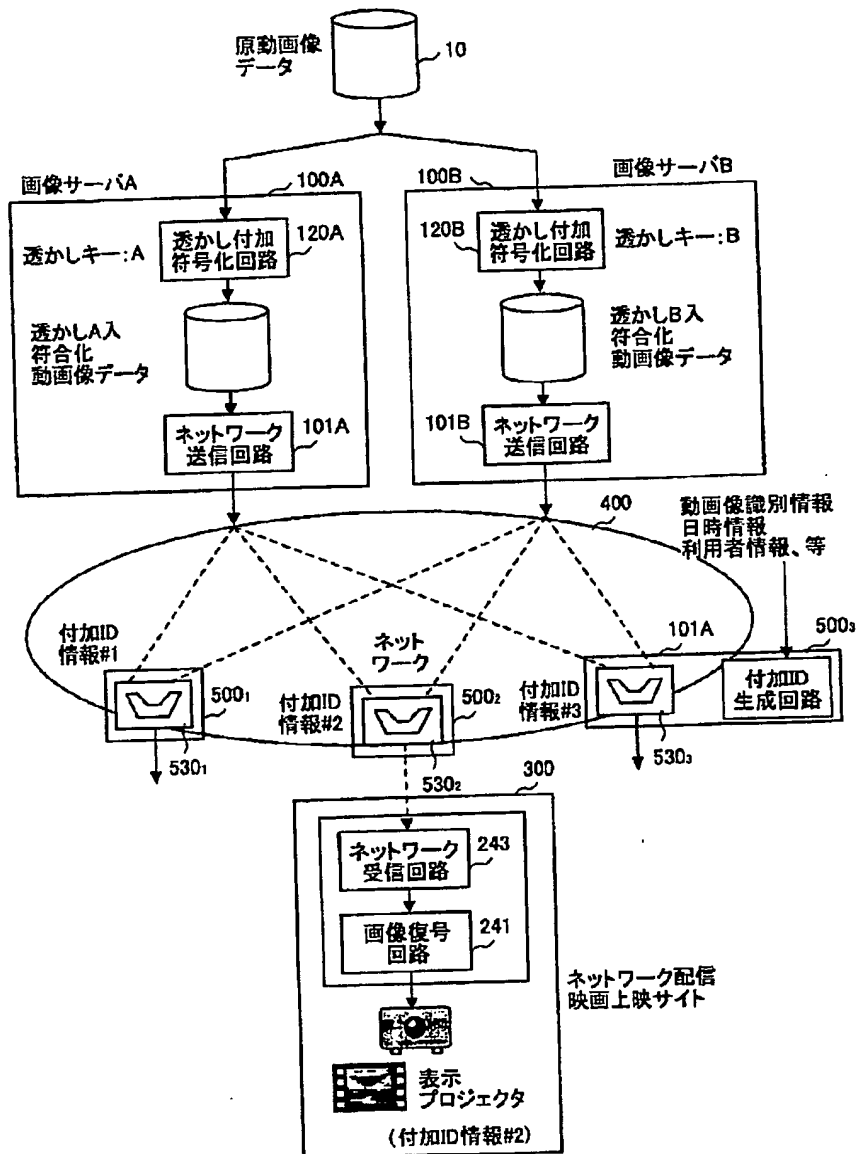 原動画像
データ
10
画像サーバA
100A
透かしキー:A
透かし付加
符号化回路
120A
透かしA入
符合化
動画像データ
ネットワーク
送信回路
101A
画像サーバB
100B
120B
透かし付加
符号化回路
透かしキー:B
透かしB入
符合化
動画像データ
101B
ネットワーク
送信回路
400
動画像識別情報
日時情報
利用者情報、等
付加ID
情報#1
500₁
530₁
ネット
ワーク
付加ID
情報#2
500₂
530₂
付加ID
情報#3
101A
500₃
付加ID
生成回路
530₃
300
ネットワーク
受信回路
243
画像復号
回路
241
ネットワーク配信
映画上映サイト
表示
プロジェクタ
(付加ID情報#2)